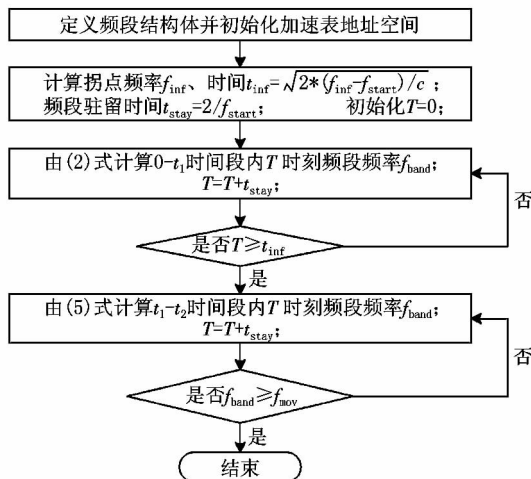 定义频段结构体并初始化加速表地址空间
计算拐点频率f_inf、时间t_inf=√2*(f_inf-f_start)/c；
频段驻留时间t_stay=2/f_start； 初始化T=0；
由(2)式计算0-t₁时间段内T时刻频段频率f_band；
T=T+t_stay；
否
是否T≥t_inf
是
由(5)式计算t₁-t₂时间段内T时刻频段频率f_band；
T=T+t_stay；
否
是否f_band≥f_mov
是
结束